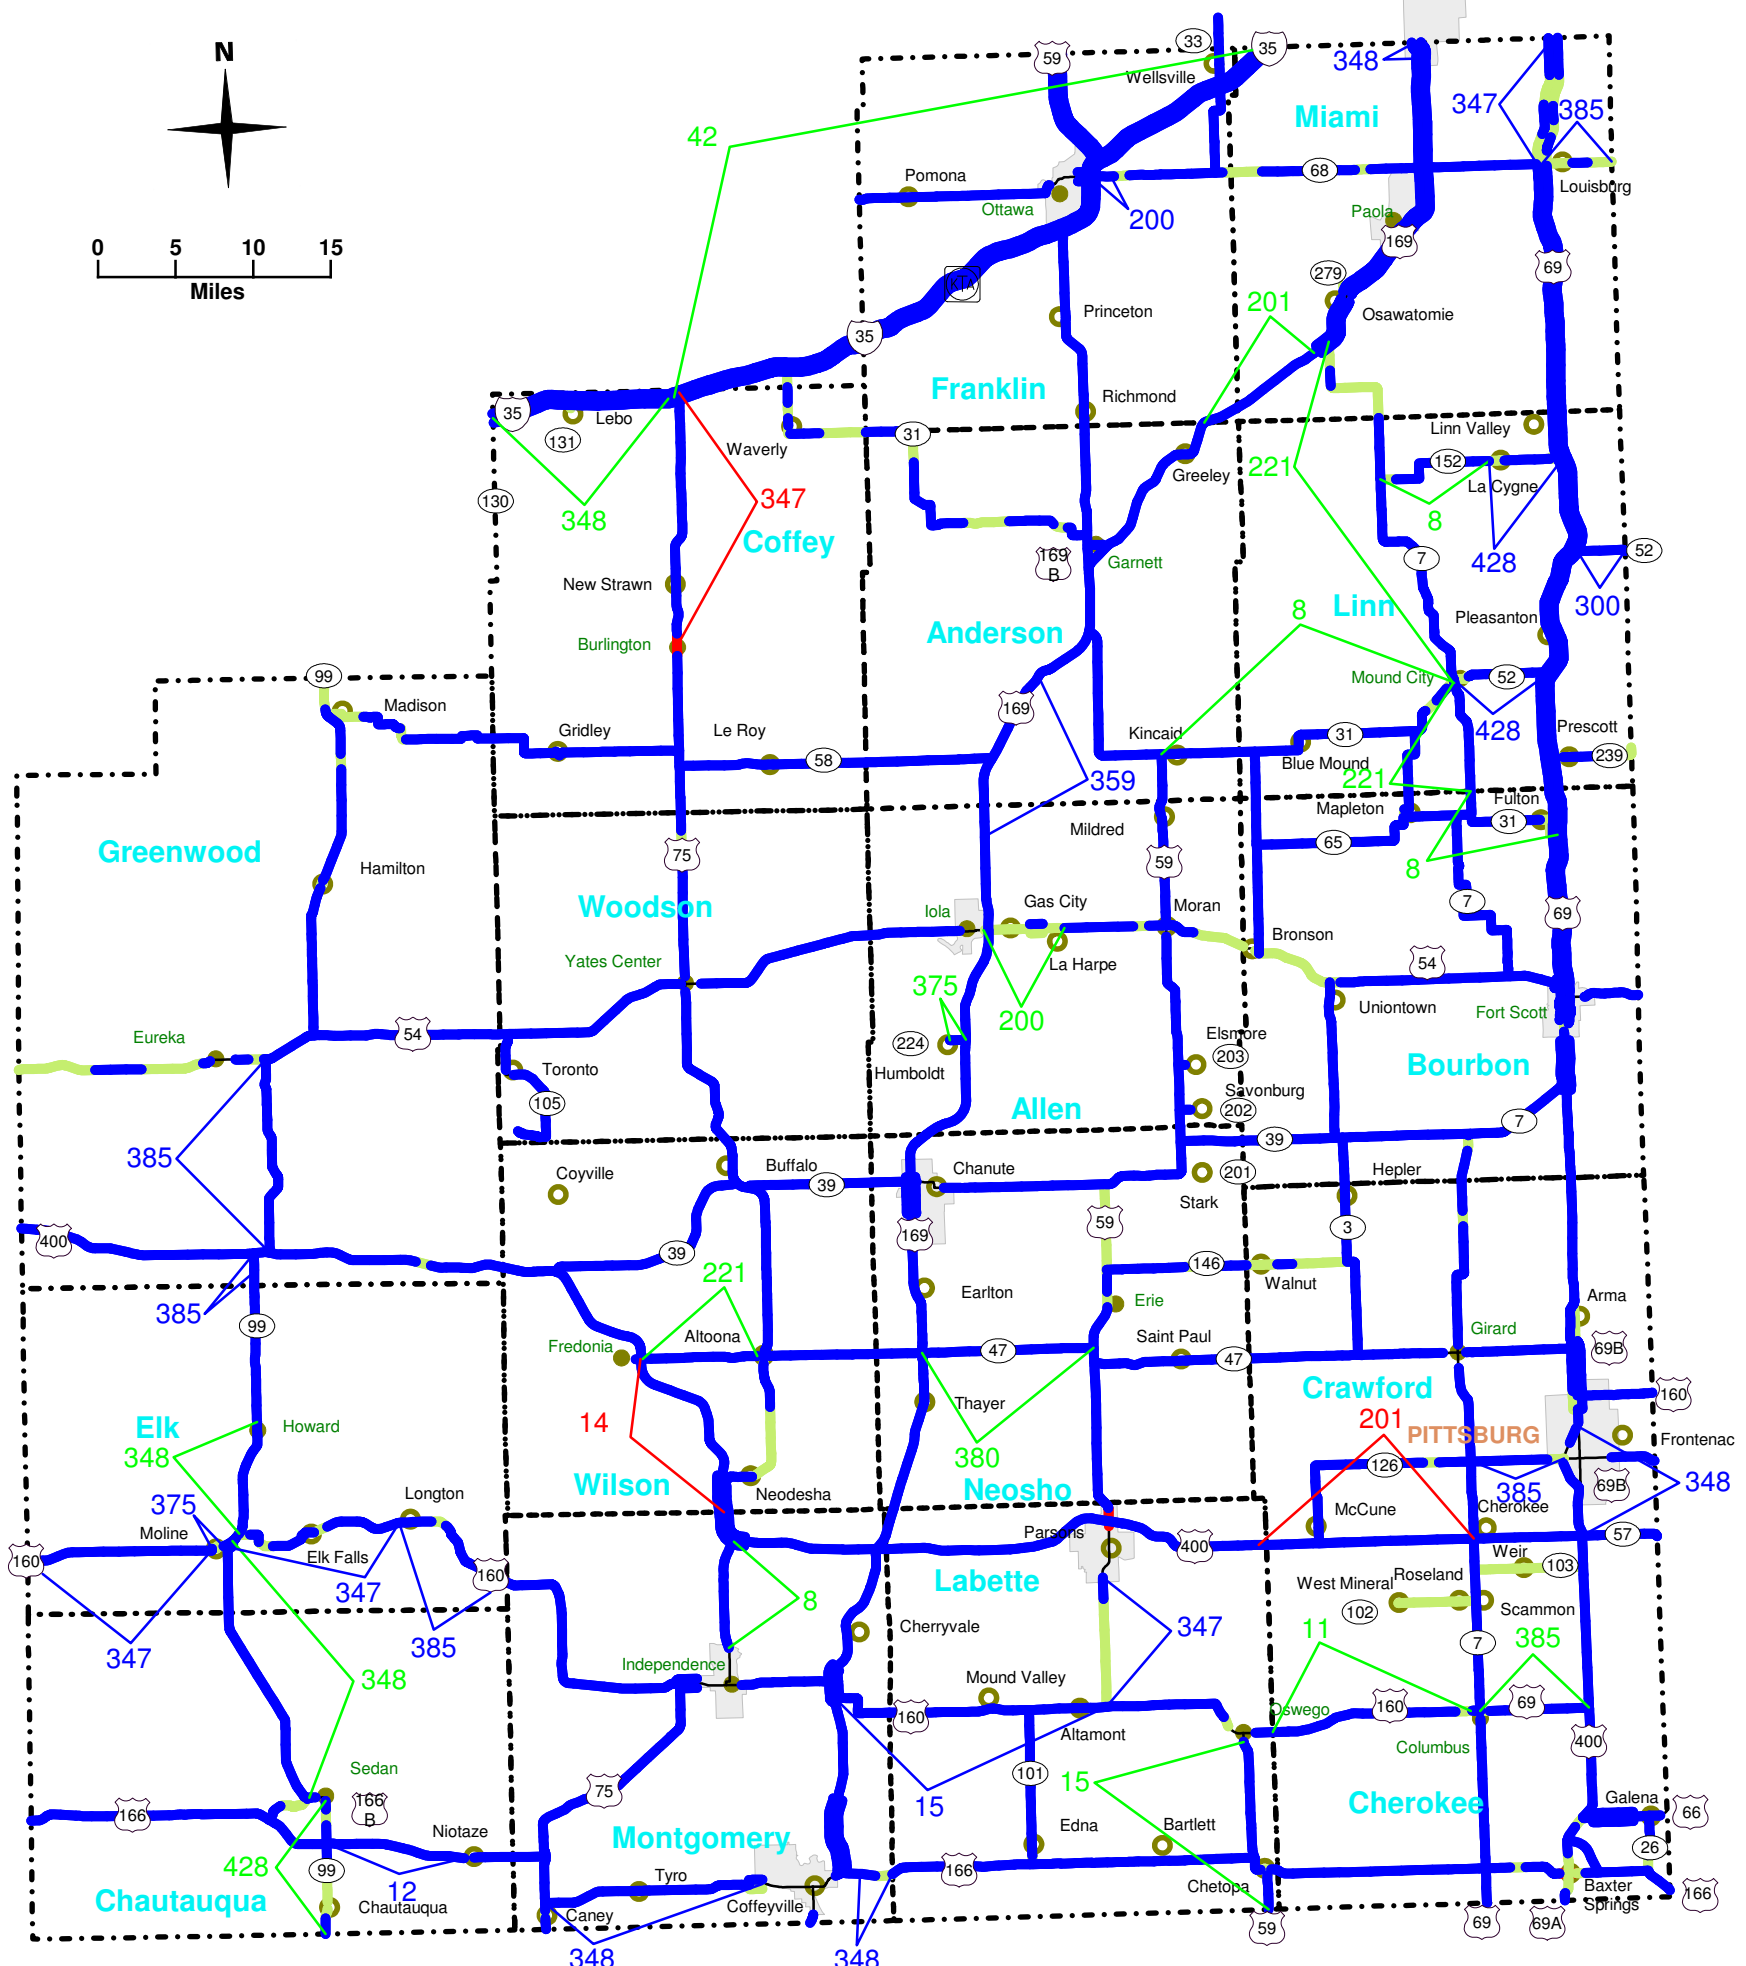 N
0 5 10 15
Miles
59
33
35
Wellsville
348
Miami
347
385
42
68
Pomona
Ottawa
200
Paola
Louisburg
169
69
279
KTA
201
Osawatomie
Princeton
35
Franklin
Richmond
35
Lebo
131
Waverly
31
Linn Valley
152
La Cygne
Greeley
221
130
347
348
Coffey
8
169
B
Garnett
7
428
52
New Strawn
8
Linn
300
Burlington
Anderson
Pleasanton
99
Mound City
52
Madison
169
428
Gridley
Le Roy
58
Kincaid
31
Prescott
239
Blue Mound
359
221
Mapleton
Fulton
31
Mildred
65
Greenwood
75
59
8
Hamilton
Woodson
Iola
Gas City
Moran
7
69
Bronson
Yates Center
La Harpe
54
375
200
Uniontown
Fort Scott
Eureka
54
224
Elsmore
203
Humboldt
Bourbon
Toronto
105
Allen
Savonburg
202
7
39
385
Coyville
Buffalo
39
Chanute
201
Stark
Hepler
400
39
169
59
3
146
Walnut
221
385
Earlton
Erie
Arma
99
Fredonia
Altoona
47
Saint Paul
47
Girard
69B
Crawford
160
Elk
Howard
14
Thayer
201
PITTSBURG
Frontenac
348
380
126
385
69B
348
Wilson
Neodesha
Neosho
375
Longton
McCune
Cherokee
Moline
Elk Falls
Parsons
400
57
160
347
160
Labette
Weir
103
8
West Mineral
Roseland
102
Scammon
347
385
Cherryvale
347
11
385
7
348
Independence
Mound Valley
160
Altamont
Oswego
160
69
Columbus
400
Sedan
166
B
75
101
15
15
166
Niotaze
Montgomery
Edna
Bartlett
Cherokee
Galena
66
26
428
99
12
Tyro
166
Chautauqua
Chautauqua
Caney
Coffeyville
Chetopa
Baxter
Springs
166
348
348
59
69
69A